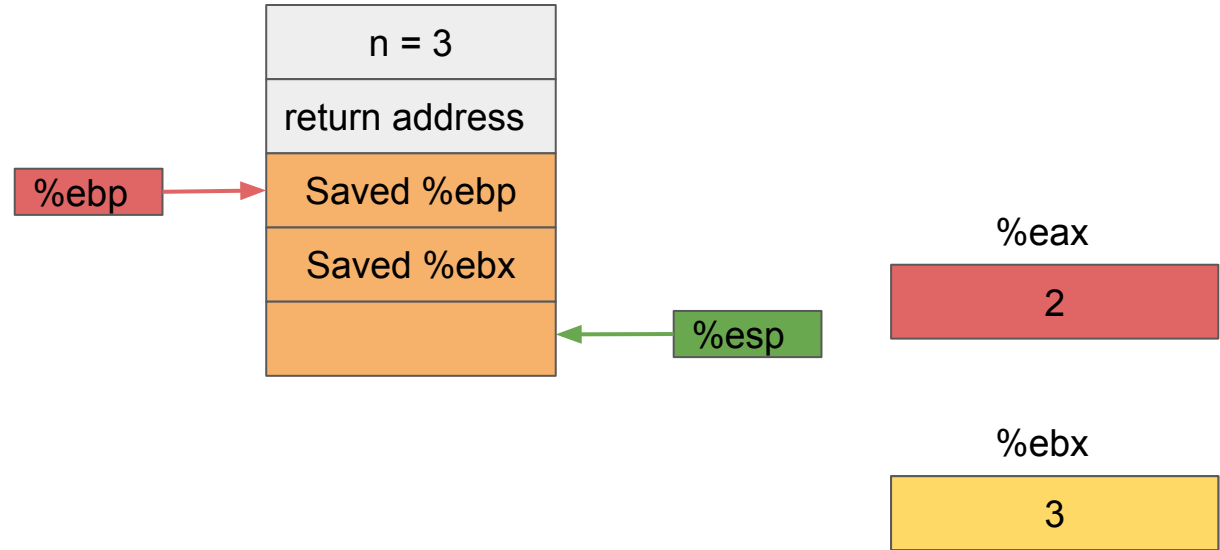 n = 3
return address
%ebp
Saved %ebp
Saved %ebx
%esp
%eax
2
%ebx
3